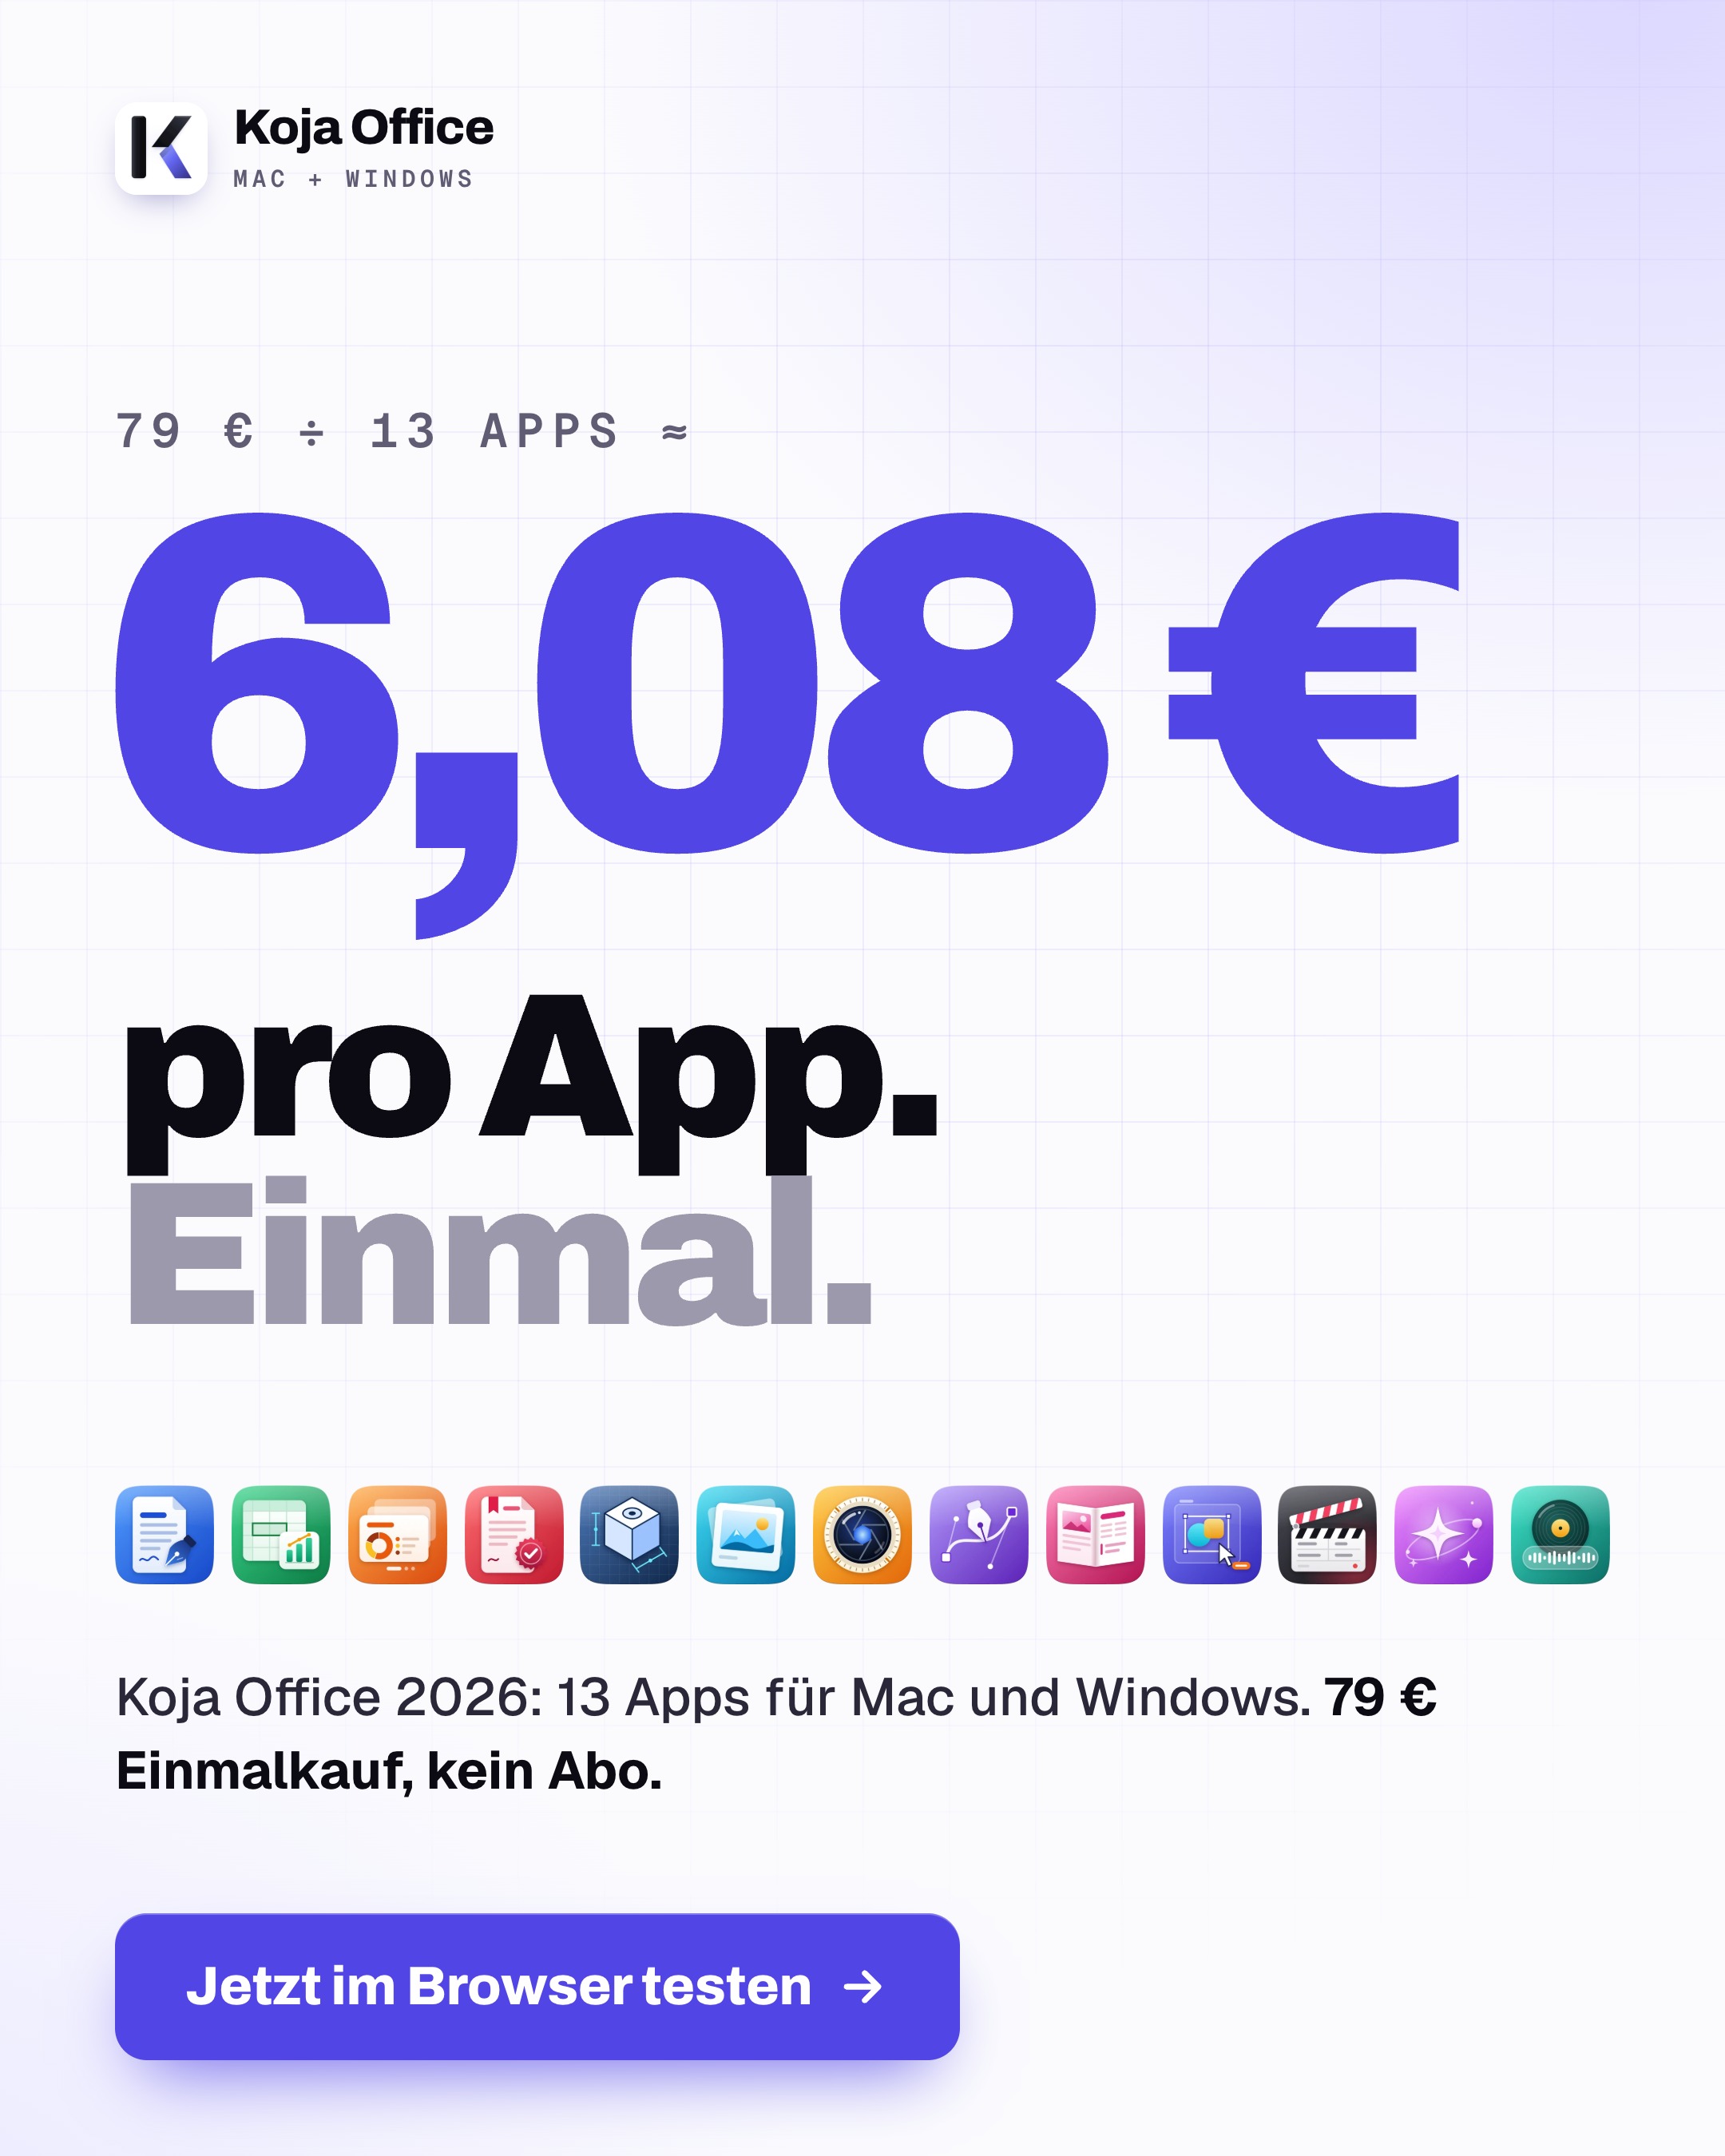 Koja Office
MAC + WINDOWS
79 € ÷ 13 APPS ≈
6,08 €
pro App.
Einmal.
Koja Office 2026: 13 Apps für Mac und Windows. 79 €
Einmalkauf, kein Abo.
Jetzt im Browser testen →